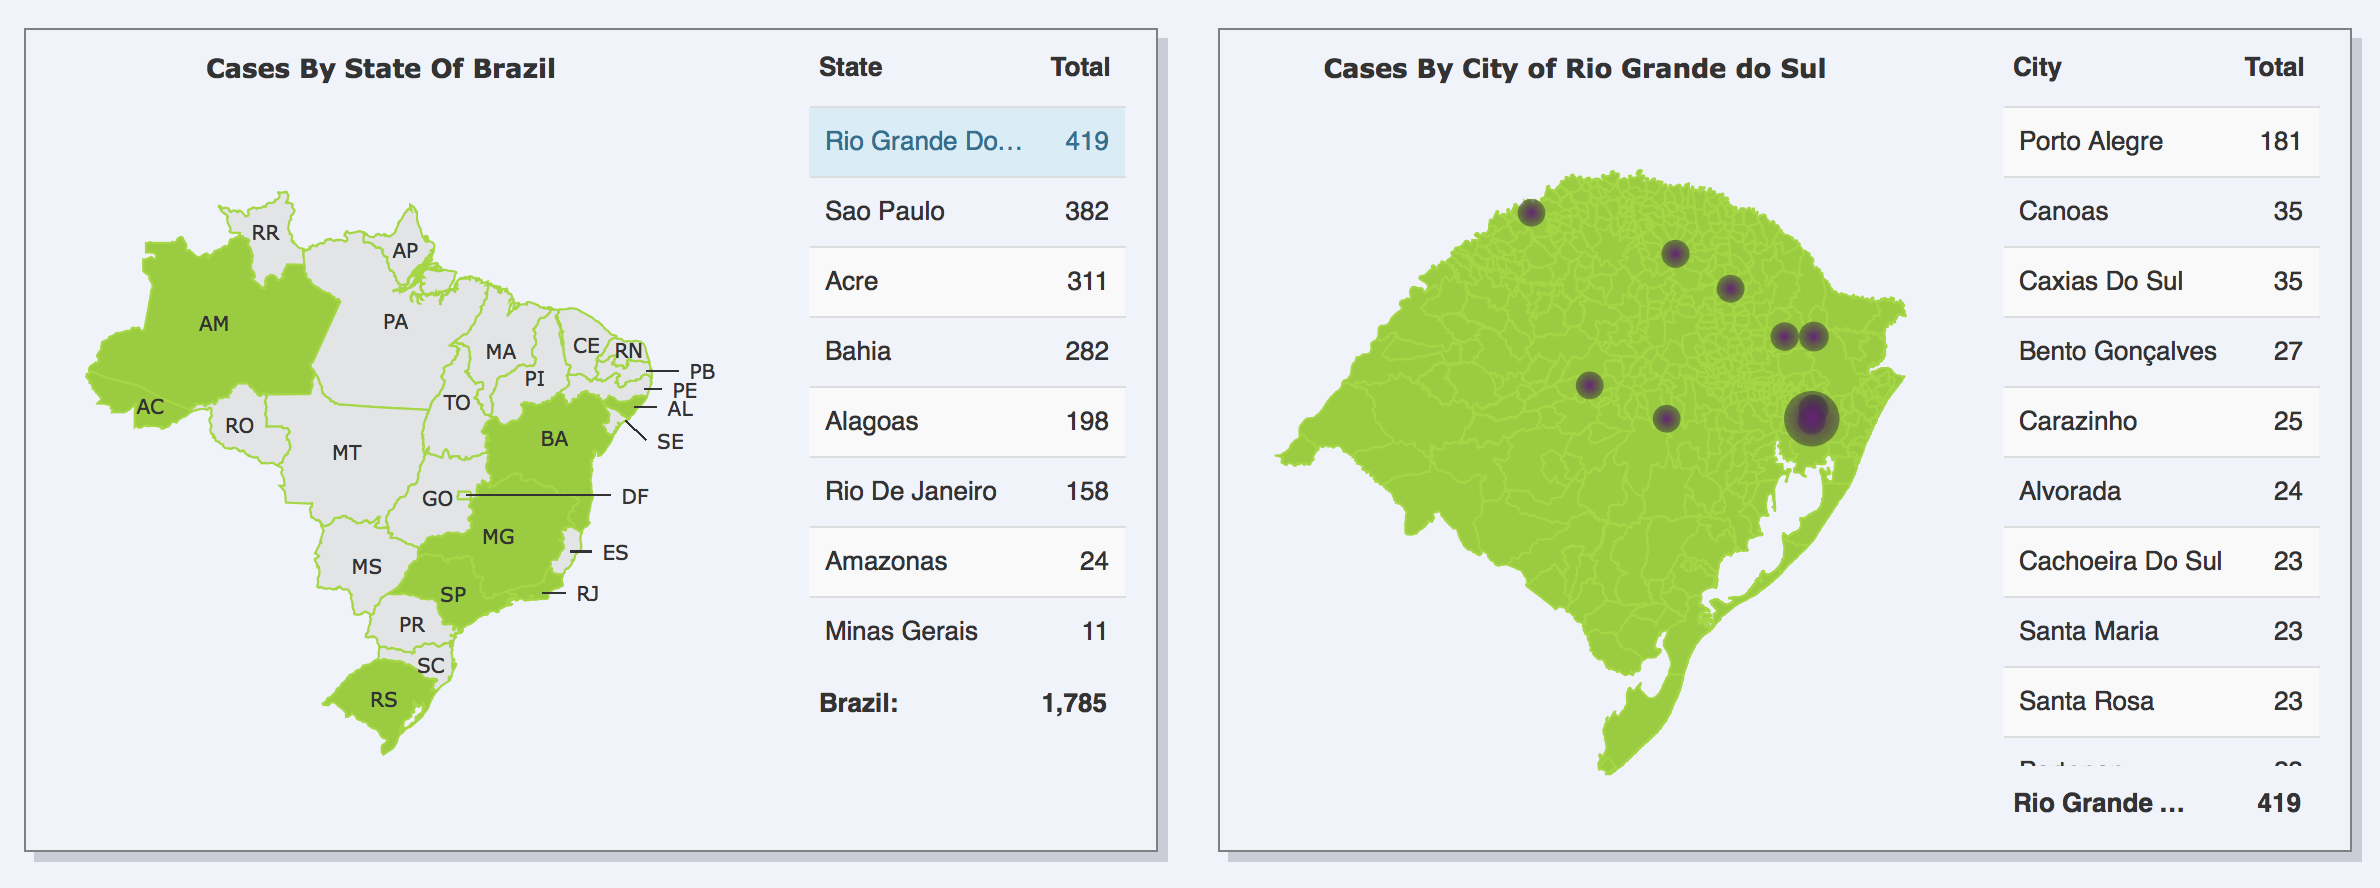 Cases By State Of Brazil
State Total
Rio Grande Do... 419
Sao Paulo 382
Acre 311
Bahia 282
Alagoas 198
Rio De Janeiro 158
Amazonas 24
Minas Gerais 11
Brazil: 1,785
RR
AP
AM
PA
MA
CE
RN
PB
PI
PE
AC
TO
AL
RO
BA
SE
MT
GO
DF
MG
ES
MS
SP
RJ
PR
SC
RS
Cases By City of Rio Grande do Sul
City Total
Porto Alegre 181
Canoas 35
Caxias Do Sul 35
Bento Gonçalves 27
Carazinho 25
Alvorada 24
Cachoeira Do Sul 23
Santa Maria 23
Santa Rosa 23
Rio Grande ... 419